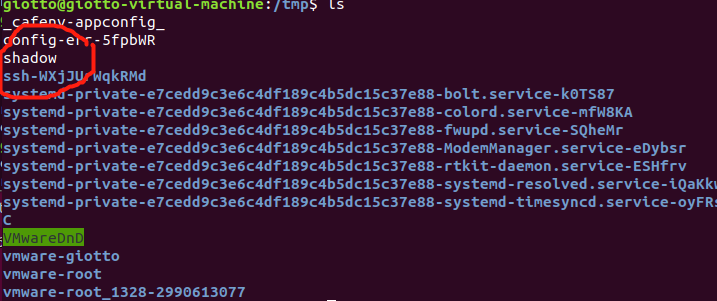 giotto@giotto-virtual-machine:/tmp$ ls
_cafenv-appconfig_
config-err-5fpbWR
shadow
systemd-private-e7cedd9c3e6c4df189c4b5dc15c37e88-bolt.service-k0TS87
systemd-private-e7cedd9c3e6c4df189c4b5dc15c37e88-colord.service-mfW8KA
systemd-private-e7cedd9c3e6c4df189c4b5dc15c37e88-fwupd.service-SQheMr
systemd-private-e7cedd9c3e6c4df189c4b5dc15c37e88-ModemManager.service-eDybsr
systemd-private-e7cedd9c3e6c4df189c4b5dc15c37e88-rtkit-daemon.service-ESHfrv
systemd-private-e7cedd9c3e6c4df189c4b5dc15c37e88-systemd-resolved.service-iQaKkw
systemd-private-e7cedd9c3e6c4df189c4b5dc15c37e88-systemd-timesyncd.service-oyFRs
C
VMwareDnD
vmware-giotto
vmware-root
vmware-root_1328-2990613077